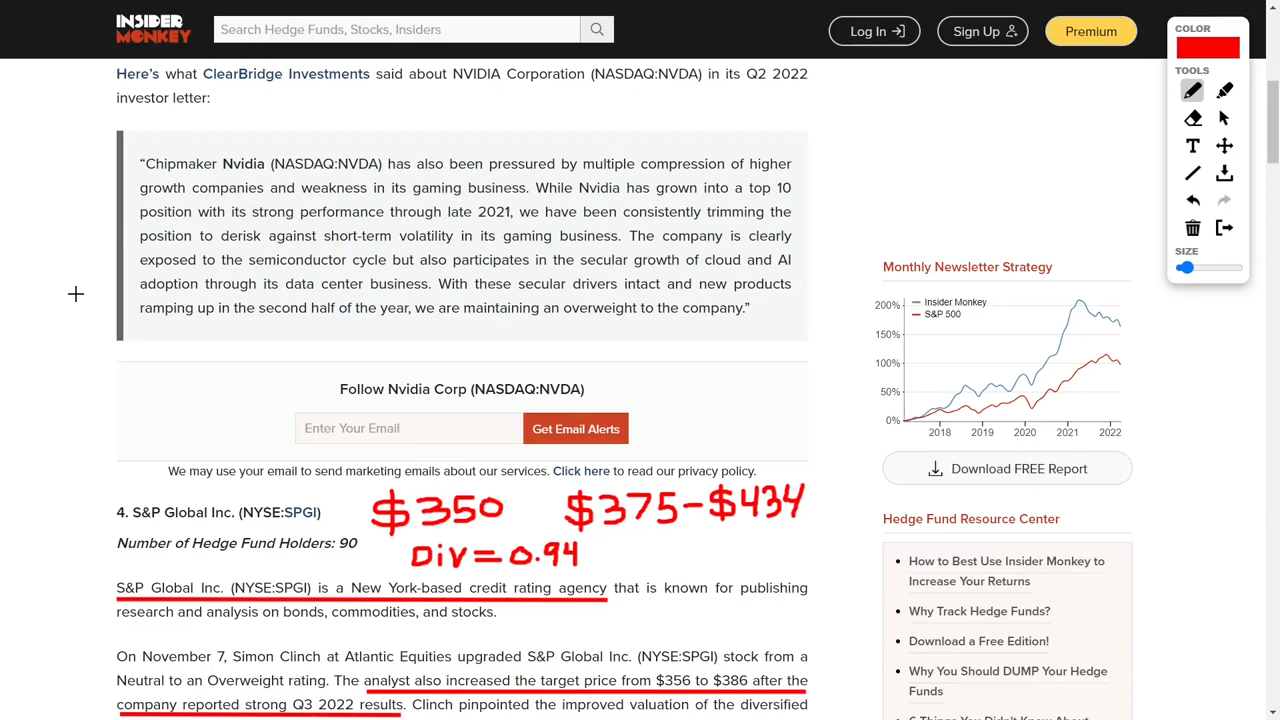 INSIDER
MONKEY
Search Hedge Funds, Stocks, Insiders
Log In
Sign Up
Premium
COLOR
TOOLS
T
SIZE
Here's what ClearBridge Investments said about NVIDIA Corporation (NASDAQ:NVDA) in its Q2 2022
investor letter:
“Chipmaker Nvidia (NASDAQ:NVDA) has also been pressured by multiple compression of higher
growth companies and weakness in its gaming business. While Nvidia has grown into a top 10
position with its strong performance through late 2021, we have been consistently trimming the
position to derisk against short-term volatility in its gaming business. The company is clearly
exposed to the semiconductor cycle but also participates in the secular growth of cloud and AI
adoption through its data center business. With these secular drivers intact and new products
ramping up in the second half of the year, we are maintaining an overweight to the company.”
Follow Nvidia Corp (NASDAQ:NVDA)
Enter Your Email
Get Email Alerts
We may use your email to send marketing emails about our services. Click here to read our privacy policy.
4. S&P Global Inc. (NYSE:SPGI)
$350
$375-$434
Number of Hedge Fund Holders: 90
Div = 0.94
S&P Global Inc. (NYSE:SPGI) is a New York-based credit rating agency that is known for publishing
research and analysis on bonds, commodities, and stocks.
On November 7, Simon Clinch at Atlantic Equities upgraded S&P Global Inc. (NYSE:SPGI) stock from a
Neutral to an Overweight rating. The analyst also increased the target price from $356 to $386 after the
company reported strong Q3 2022 results. Clinch pinpointed the improved valuation of the diversified
Monthly Newsletter Strategy
Insider Monkey
S&P 500
200%
150%
100%
50%
0%
2018 2019 2020 2021 2022
Download FREE Report
Hedge Fund Resource Center
How to Best Use Insider Monkey to
Increase Your Returns
Why Track Hedge Funds?
Download a Free Edition!
Why You Should DUMP Your Hedge
Funds